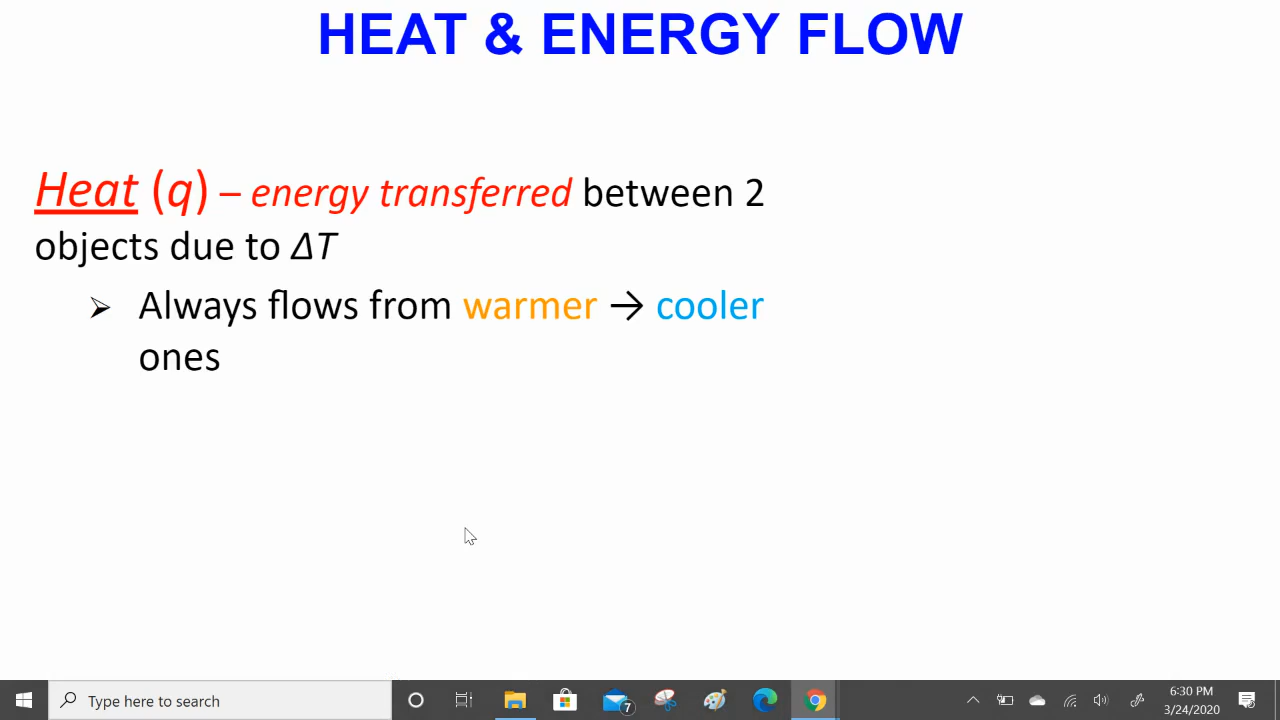 HEAT & ENERGY FLOW
Heat (q) – energy transferred between 2
objects due to ΔT
➢ Always flows from warmer → cooler
ones
Type here to search
7
6:30 PM
3/24/2020